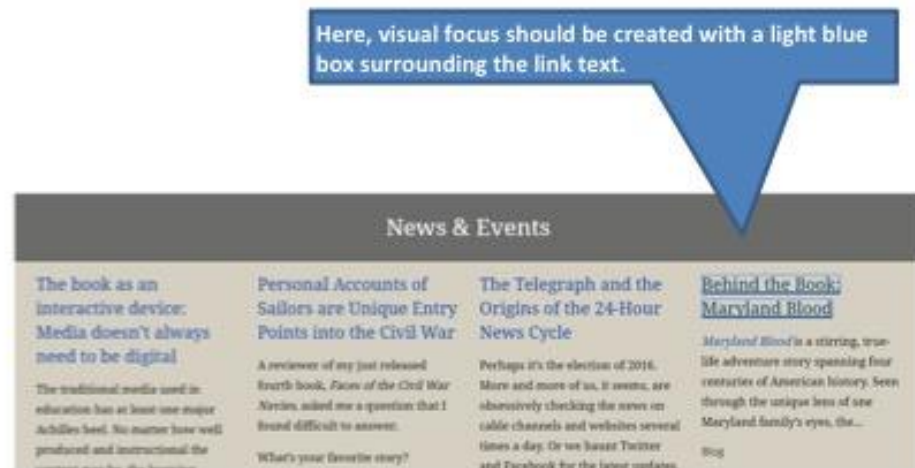 Here, visual focus should be created with a light blue
box surrounding the link text.
News & Events
The book as an
interactive device:
Media doesn't always
need to be digital
The traditional media used in
education has at least one major
Achilles heel. No matter how well
produced and instructional the
Personal Accounts of
Sailors are Unique Entry
Points into the Civil War
A reviewer of my just released
fourth book, Faces of the Civil War
Navies, asked me a question that I
found difficult to answer.
What's your favorite story?
The Telegraph and the
Origins of the 24-Hour
News Cycle
Perhaps it's the election of 2016.
More and more of us, it seems, are
obsessively checking the news on
cable channels and websites several
times a day. Or we haunt Twitter
and Facebook for the latest updates
Behind the Book:
Maryland Blood
Maryland Blood is a stirring, true-
life adventure story spanning four
centuries of American history. Seen
through the unique lens of one
Maryland family's eyes, the...
Blog